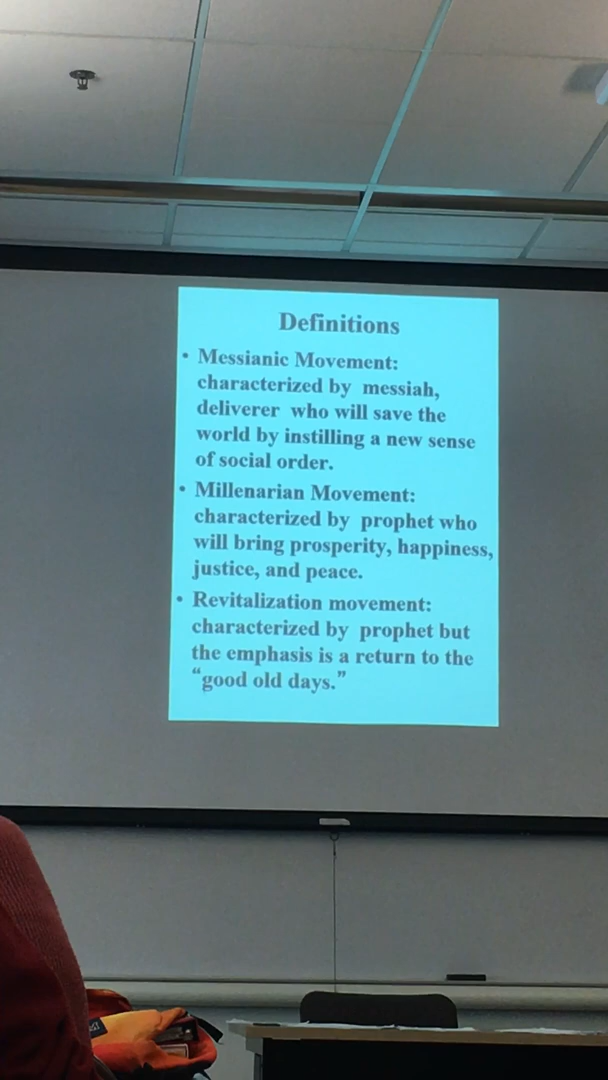 Definitions
• Messianic Movement:
characterized by messiah,
deliverer who will save the
world by instilling a new sense
of social order.
• Millenarian Movement:
characterized by prophet who
will bring prosperity, happiness,
justice, and peace.
• Revitalization movement:
characterized by prophet but
the emphasis is a return to the
“good old days.”